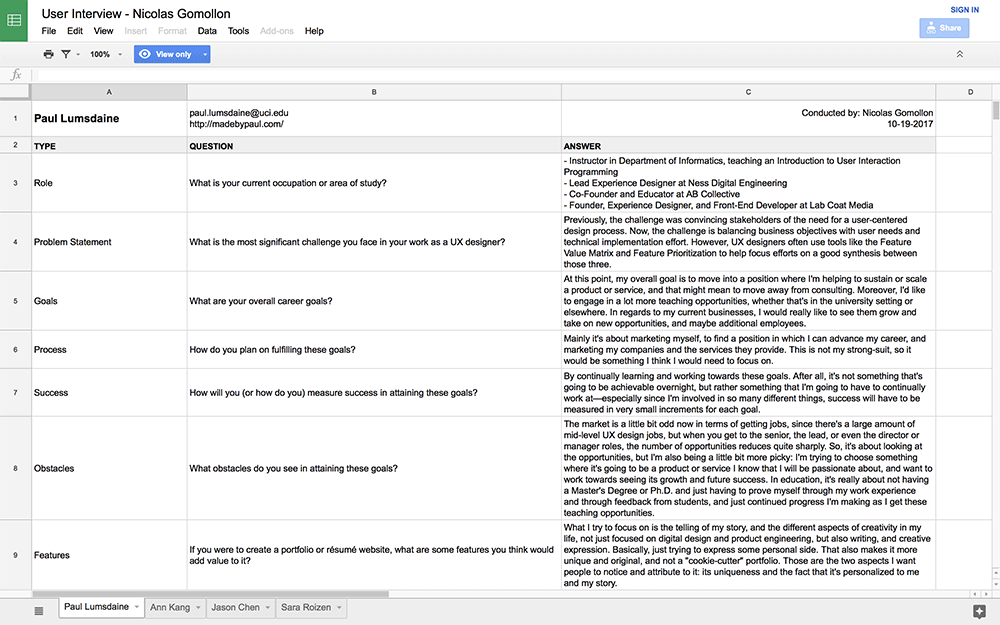 User Interview - Nicolas Gomollon
SIGN IN
File Edit View Insert Format Data Tools Add-ons Help
Share
100% View only
fx
A B C D
1 Paul Lumsdaine
paul.lumsdaine@uci.edu
http://madebypaul.com/
Conducted by: Nicolas Gomollon
10-19-2017
2 TYPE QUESTION ANSWER
3 Role What is your current occupation or area of study?
- Instructor in Department of Informatics, teaching an Introduction to User Interaction
Programming
- Lead Experience Designer at Ness Digital Engineering
- Co-Founder and Educator at AB Collective
- Founder, Experience Designer, and Front-End Developer at Lab Coat Media
4 Problem Statement What is the most significant challenge you face in your work as a UX designer?
Previously, the challenge was convincing stakeholders of the need for a user-centered
design process. Now, the challenge is balancing business objectives with user needs and
technical implementation effort. However, UX designers often use tools like the Feature
Value Matrix and Feature Prioritization to help focus efforts on a good synthesis between
those three.
5 Goals What are your overall career goals?
At this point, my overall goal is to move into a position where I'm helping to sustain or scale
a product or service, and that might mean to move away from consulting. Moreover, I'd like
to engage in a lot more teaching opportunities, whether that's in the university setting or
elsewhere. In regards to my current businesses, I would really like to see them grow and
take on new opportunities, and maybe additional employees.
6 Process How do you plan on fulfilling these goals?
Mainly it's about marketing myself, to find a position in which I can advance my career, and
marketing my companies and the services they provide. This is not my strong-suit, so it
would be something I think I would need to focus on.
7 Success How will you (or how do you) measure success in attaining these goals?
By continually learning and working towards these goals. After all, it's not something that's
going to be achievable overnight, but rather something that I'm going to have to continually
work at—especially since I'm involved in so many different things, success will have to be
measured in very small increments for each goal.
8 Obstacles What obstacles do you see in attaining these goals?
The market is a little bit odd now in terms of getting jobs, since there's a large amount of
mid-level UX design jobs, but when you get to the senior, the lead, or even the director or
manager roles, the number of opportunities reduces quite sharply. So, it's about looking at
the opportunities, but I'm also being a little bit more picky: I'm trying to choose something
where it's going to be a product or service I know that I will be passionate about, and want to
work towards seeing its growth and future success. In education, it's really about not having
a Master's Degree or Ph.D. and just having to prove myself through my work experience
and through feedback from students, and just continued progress I'm making as I get these
teaching opportunities.
9 Features
If you were to create a portfolio or résumé website, what are some features you think would
add value to it?
What I try to focus on is the telling of my story, and the different aspects of creativity in my
life, not just focused on digital design and product engineering, but also writing, and creative
expression. Basically, just trying to express some personal side. That also makes it more
unique and original, and not a "cookie-cutter" portfolio. Those are the two aspects I want
people to notice and attribute to it: its uniqueness and the fact that it's personalized to me
and my story.
Paul Lumsdaine Ann Kang Jason Chen Sara Roizen